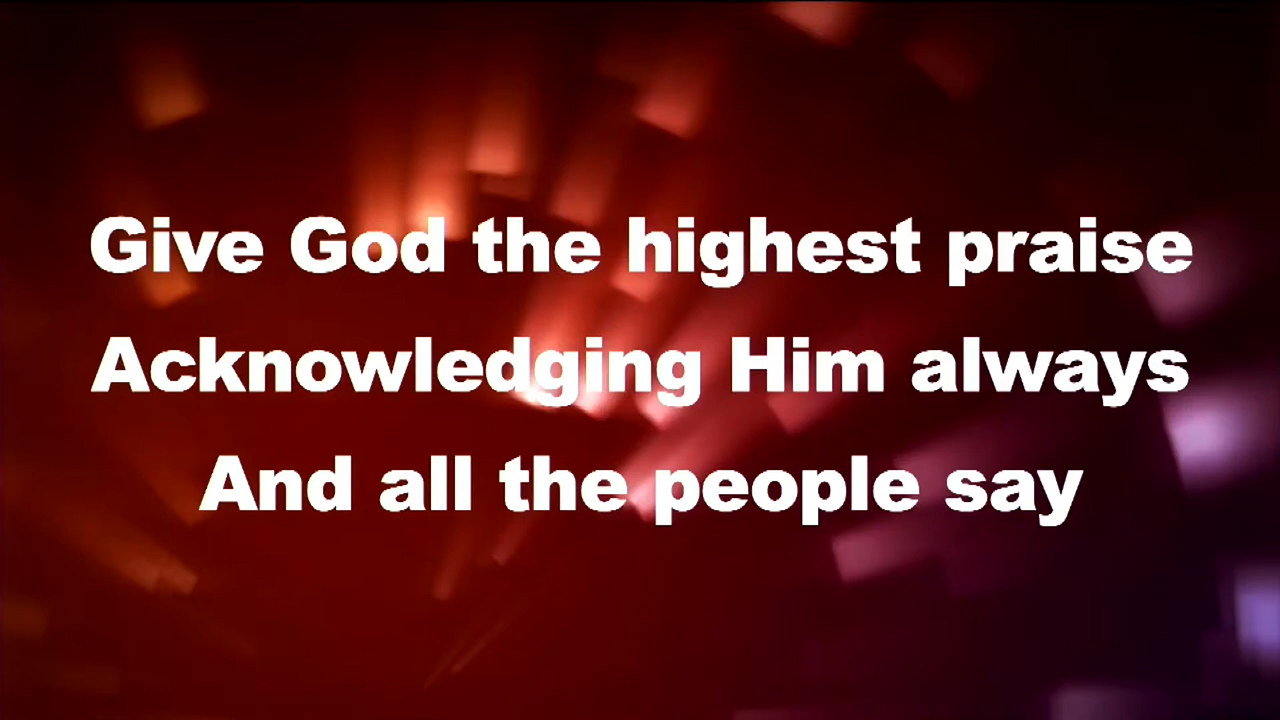 Give God the highest praise
Acknowledging Him always
And all the people say